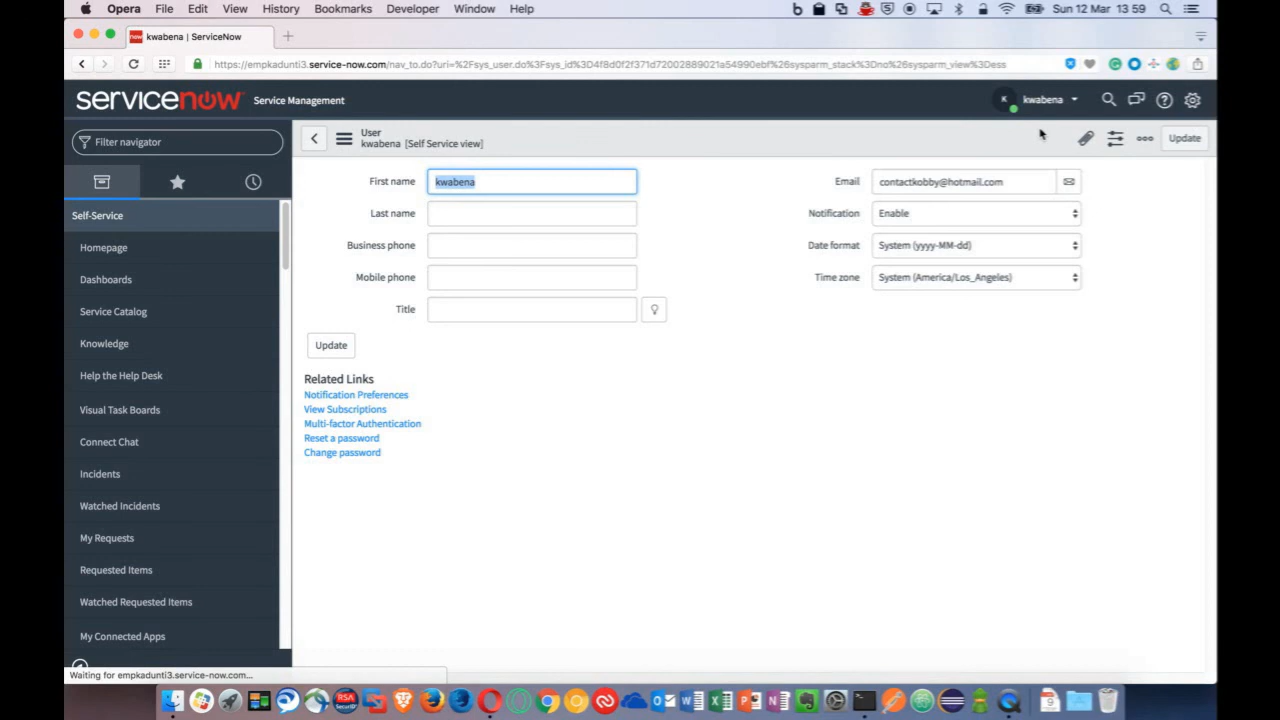 Opera File Edit View History Bookmarks Developer Window Help Sun 12 Mar 13:59
now kwabena | ServiceNow
https://empkadunti3.service-now.com/nav_to.do?uri=%2Fsys_user.do%3Fsys_id%3D4f8d0f2f371d72002889021a54990ebf%26sysparm_stack%3Dno%26sysparm_view%3Dess
servicenow Service Management K kwabena
Filter navigator
User
kwabena [Self Service view]
Update
First name kwabena Email contactkobby@hotmail.com
Last name Notification Enable
Business phone Date format System (yyyy-MM-dd)
Mobile phone Time zone System (America/Los_Angeles)
Title
Update
Related Links
Notification Preferences
View Subscriptions
Multi-factor Authentication
Reset a password
Change password
Self-Service
Homepage
Dashboards
Service Catalog
Knowledge
Help the Help Desk
Visual Task Boards
Connect Chat
Incidents
Watched Incidents
My Requests
Requested Items
Watched Requested Items
My Connected Apps
Waiting for empkadunti3.service-now.com...